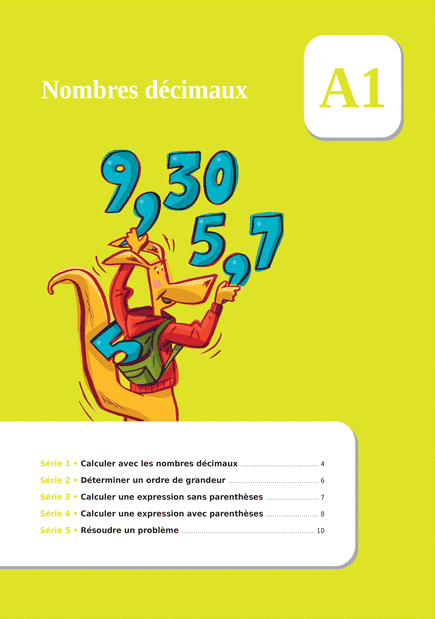 A1
Nombres décimaux
9,30
5,7
5
Série 1 • Calculer avec les nombres décimaux ................................ 4
Série 2 • Déterminer un ordre de grandeur ................................ 6
Série 3 • Calculer une expression sans parenthèses ................... 7
Série 4 • Calculer une expression avec parenthèses ................... 8
Série 5 • Résoudre un problème ................................................ 10